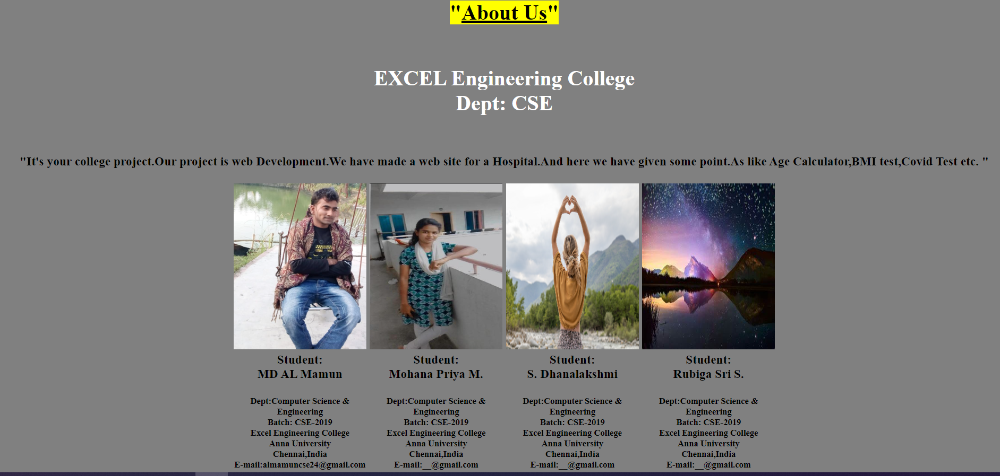 "About Us"
EXCEL Engineering College
Dept: CSE
"It's your college project.Our project is web Development.We have made a web site for a Hospital.And here we have given some point.As like Age Calculator,BMI test,Covid Test etc. "
LOUIS
Student:
MD AL Mamun
Dept:Computer Science &
Engineering
Batch: CSE-2019
Excel Engineering College
Anna University
Chennai,India
E-mail:almamuncse24@gmail.com
Student:
Mohana Priya M.
Dept:Computer Science &
Engineering
Batch: CSE-2019
Excel Engineering College
Anna University
Chennai,India
E-mail:__@gmail.com
Student:
S. Dhanalakshmi
Dept:Computer Science &
Engineering
Batch: CSE-2019
Excel Engineering College
Anna University
Chennai,India
E-mail:__@gmail.com
Student:
Rubiga Sri S.
Dept:Computer Science &
Engineering
Batch: CSE-2019
Excel Engineering College
Anna University
Chennai,India
E-mail:__@gmail.com